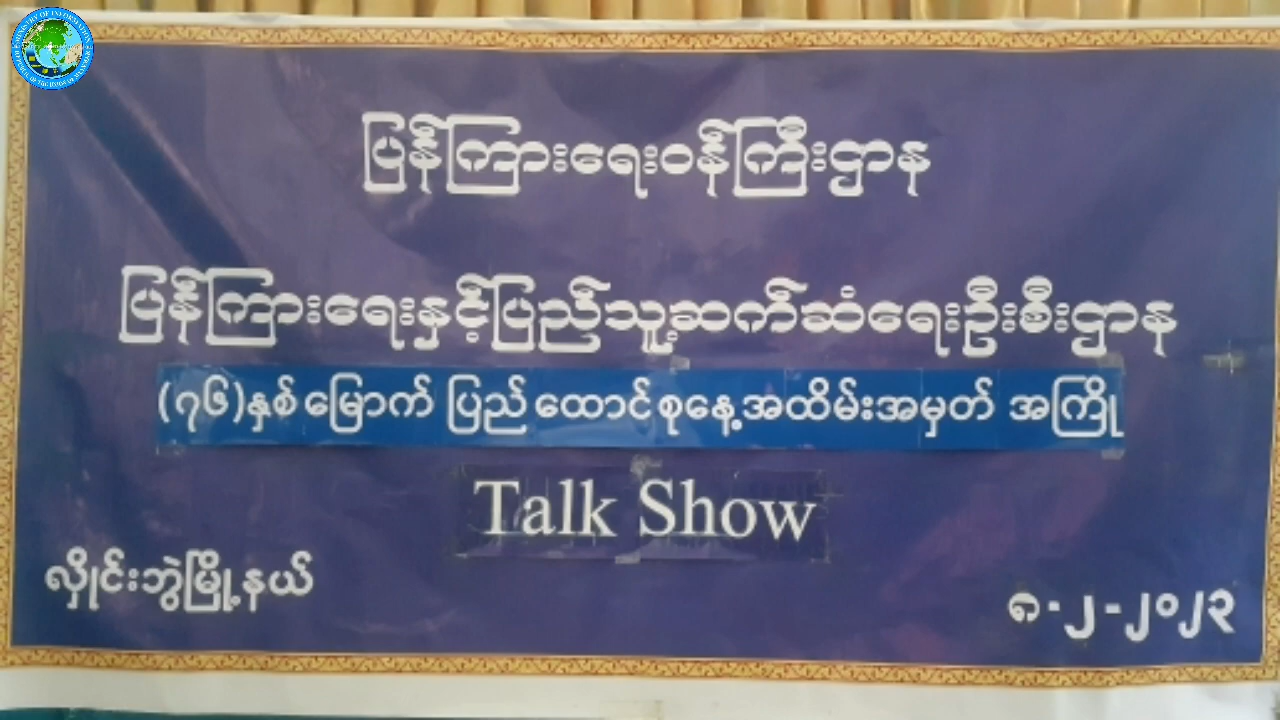 ပြန်ကြားရေးဝန်ကြီးဌာန
ပြန်ကြားရေးနှင့်ပြည်သူ့ဆက်ဆံရေးဦးစီးဌာန
(၇၆)နှစ်မြောက် ပြည်ထောင်စုနေ့အထိမ်းအမှတ် အကြို
Talk Show
လှိုင်းဘွဲမြို့နယ်
၈-၂-၂၀၂၃